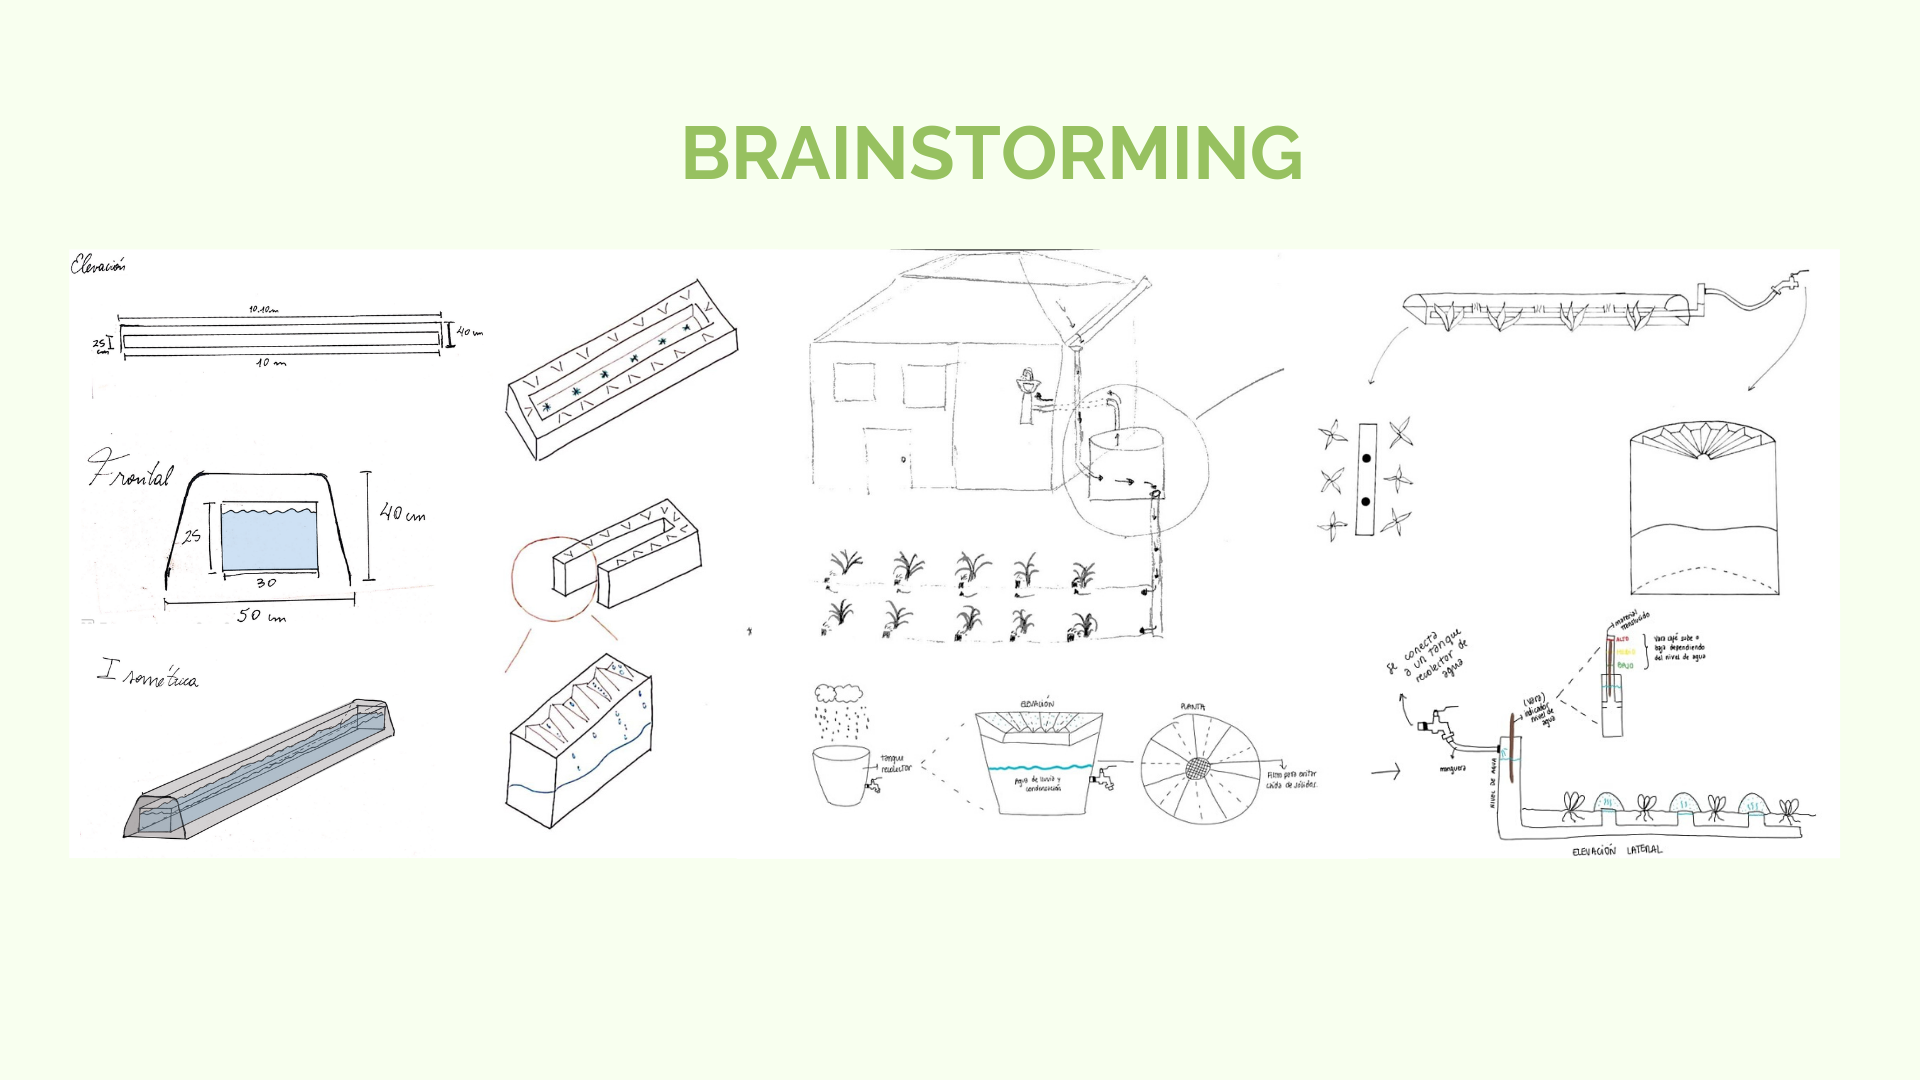 BRAINSTORMING
Elevación
10.10m
25
cm
40 cm
10 m
Frontal
25
30
40 cm
50 cm
Isométrica
tanque
recolector
ELEVACIÓN
Agua de lluvia y
condensación
PLANTA
Filtro para evitar
caída de sólidos.
se conecta
a un tanque
recolector de
agua
manguera
NIVEL DE AGUA
(vara)
indicador
nivel de
agua
material
translúcido
ALTO
MEDIO
BAJO
Vara café sube o
baja dependiendo
del nivel de agua
ELEVACIÓN LATERAL